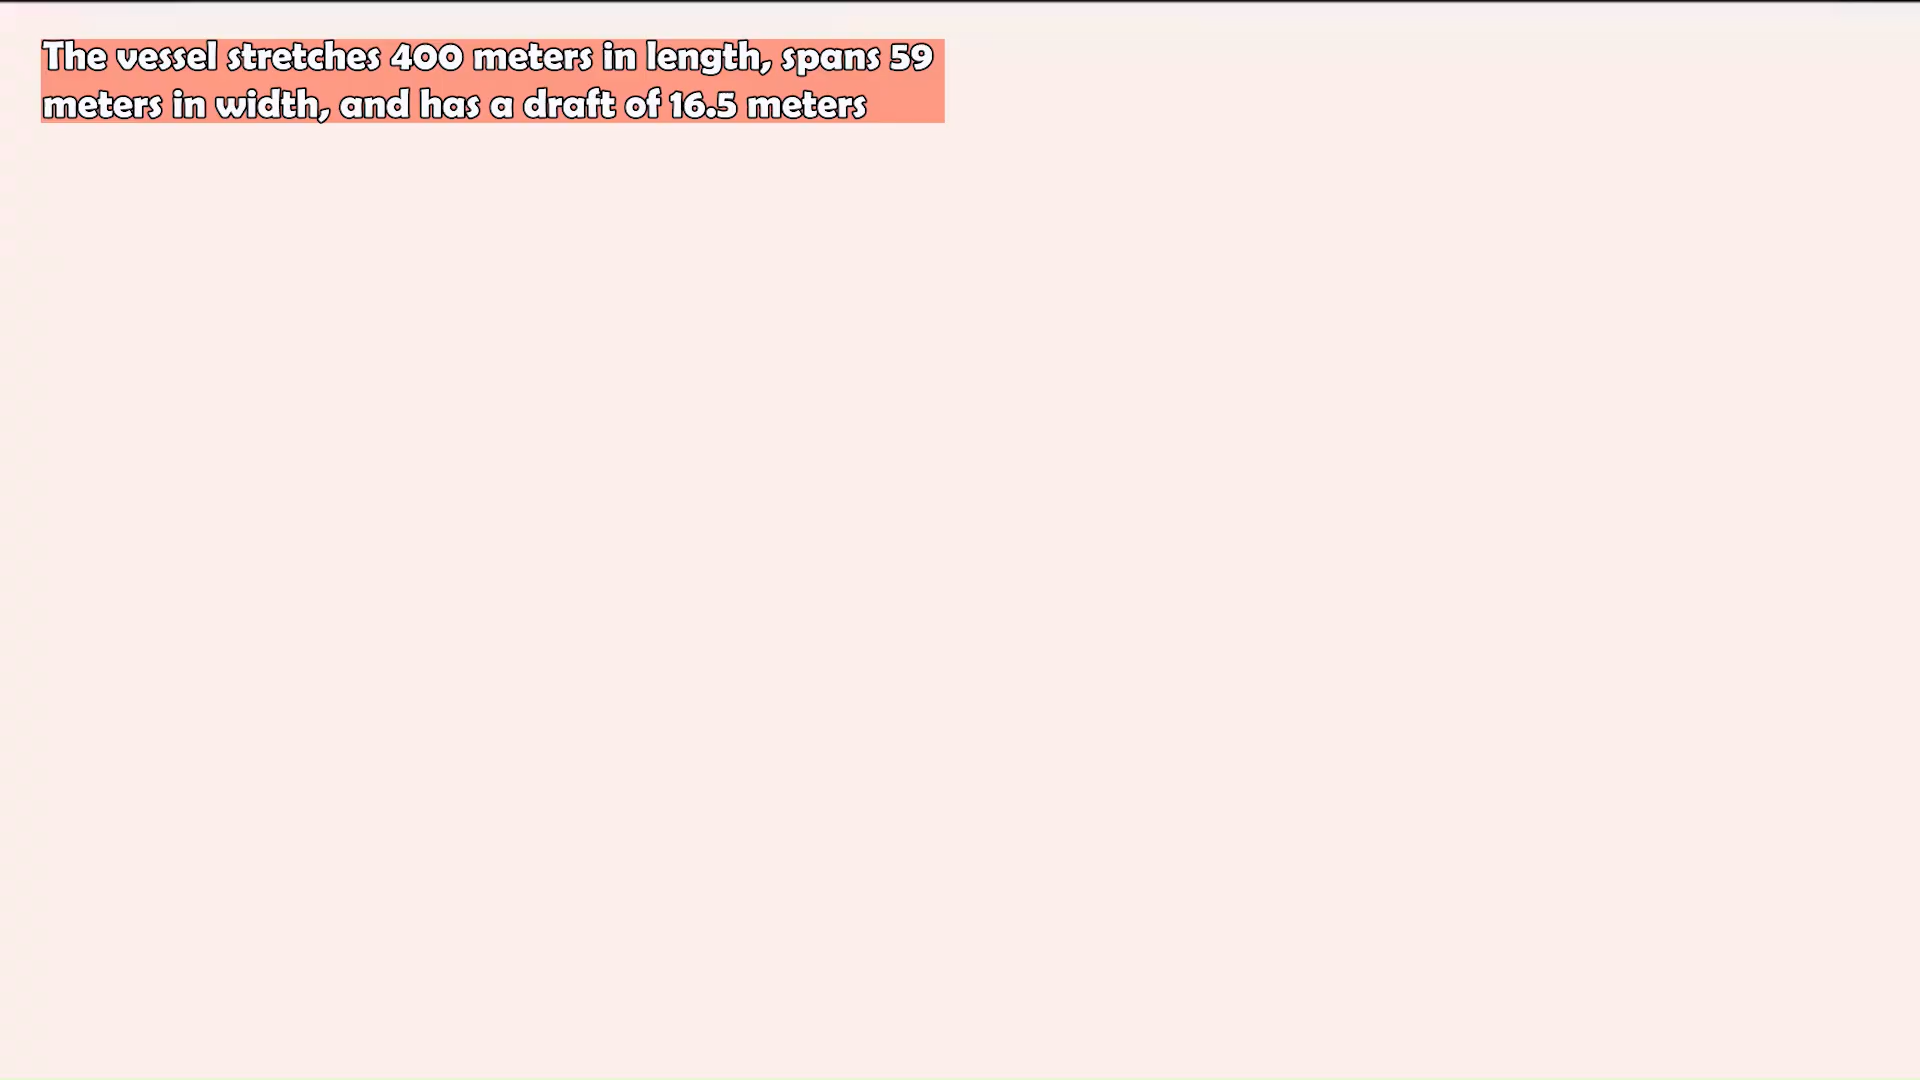 The vessel stretches 400 meters in length, spans 59
meters in width, and has a draft of 16.5 meters